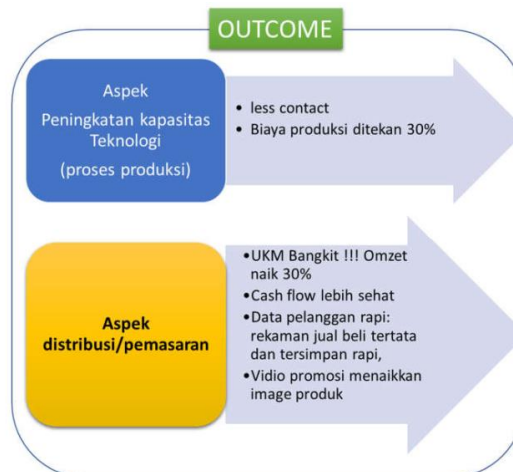 OUTCOME
Aspek
Peningkatan kapasitas
Teknologi
(proses produksi)
• less contact
• Biaya produksi ditekan 30%
Aspek
distribusi/pemasaran
•UKM Bangkit !!! Omzet
naik 30%
•Cash flow lebih sehat
•Data pelanggan rapi:
rekaman jual beli tertata
dan tersimpan rapi,
•Vidio promosi menaikkan
image produk